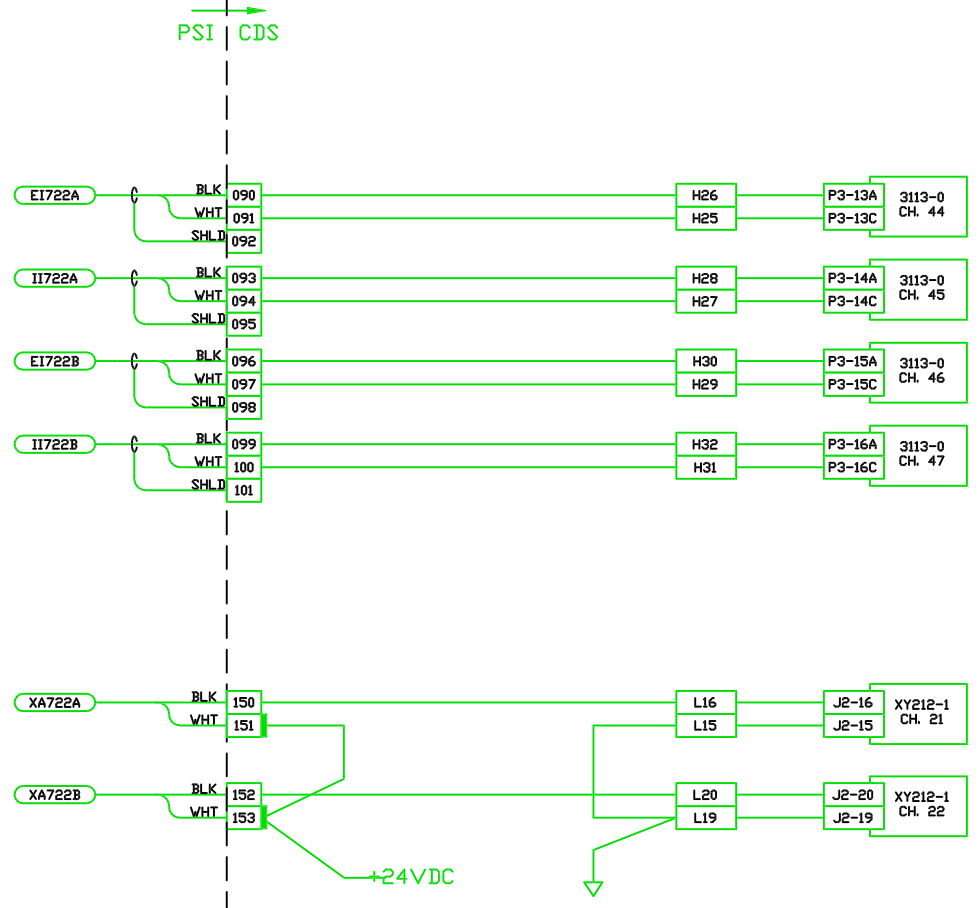 PSI CDS
EI722A BLK 090 H26 P3-13A 3113-0
WHT 091 H25 P3-13C CH. 44
SHLD 092
II722A BLK 093 H28 P3-14A 3113-0
WHT 094 H27 P3-14C CH. 45
SHLD 095
EI722B BLK 096 H30 P3-15A 3113-0
WHT 097 H29 P3-15C CH. 46
SHLD 098
II722B BLK 099 H32 P3-16A 3113-0
WHT 100 H31 P3-16C CH. 47
SHLD 101
XA722A BLK 150 L16 J2-16 XY212-1
WHT 151 L15 J2-15 CH. 21
XA722B BLK 152 L20 J2-20 XY212-1
WHT 153 L19 J2-19 CH. 22
+24VDC